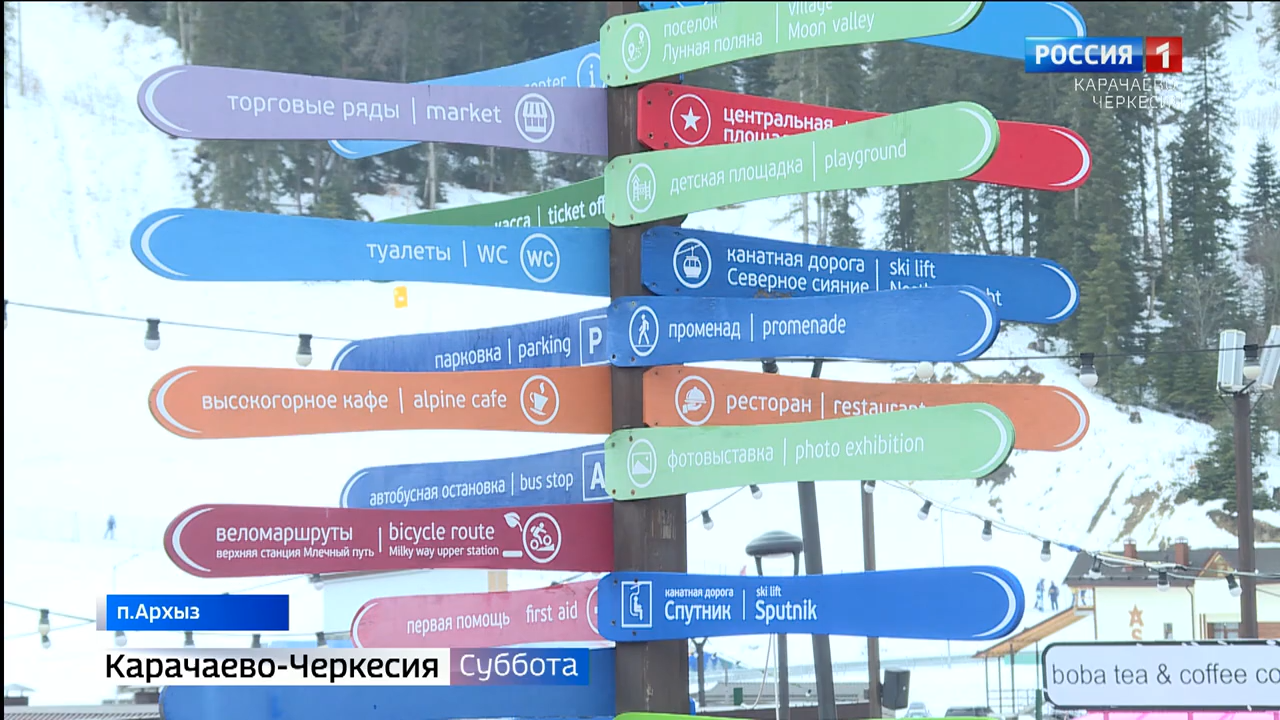 поселок | village
Лунная поляна | Moon valley
РОССИЯ 1
КАРАЧАЕВО
ЧЕРКЕСИЯ
торговые ряды | market
центральная
детская площадка | playground
касса | ticket
туалеты | WC WC
канатная дорога | ski lift
Северное сияние
променад | promenade
парковка | parking P
высокогорное кафе | alpine cafe
ресторан | restaurant
фотовыставка | photo exhibition
автобусная остановка | bus stop A
веломаршруты | bicycle route
верхняя станция Млечный путь | Milky way upper station
канатная дорога | ski lift
Спутник | Sputnik
первая помощь first aid
п.Архыз
Карачаево-Черкесия Суббота
boba tea & coffee